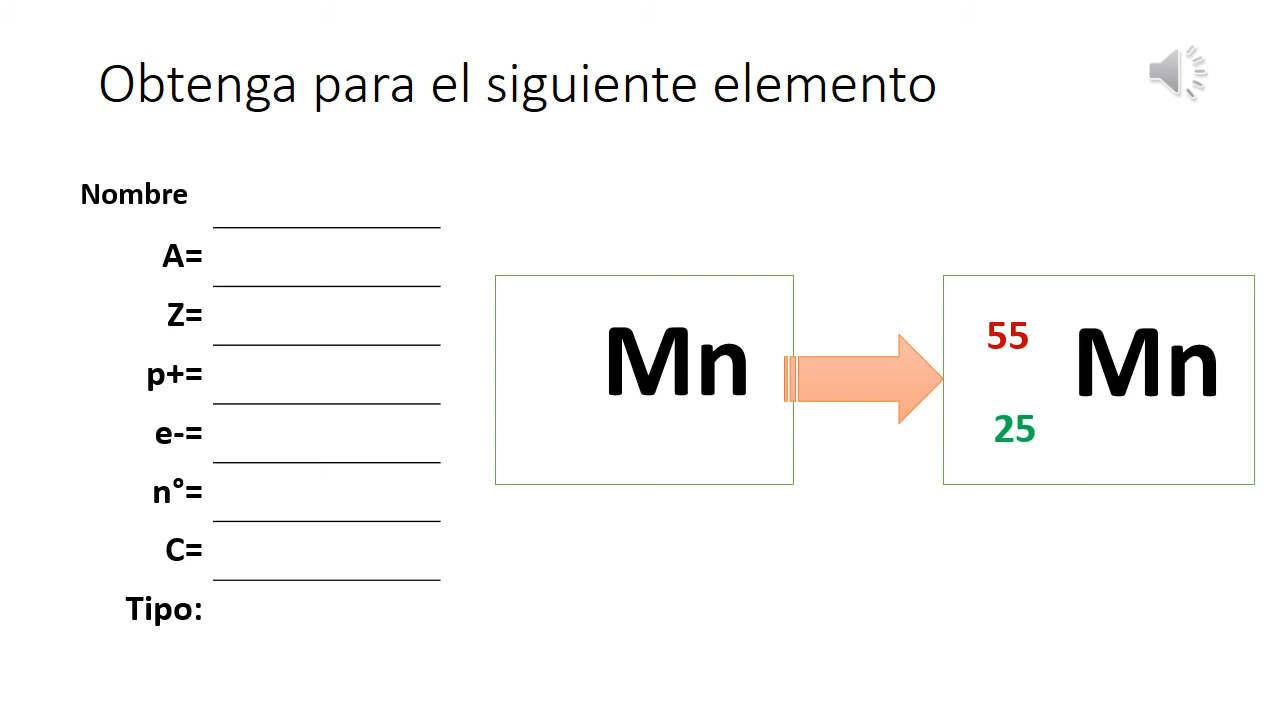 Obtenga para el siguiente elemento
Nombre
A=
Z=
p+=
e-=
n°=
C=
Tipo:
Mn
55
Mn
25